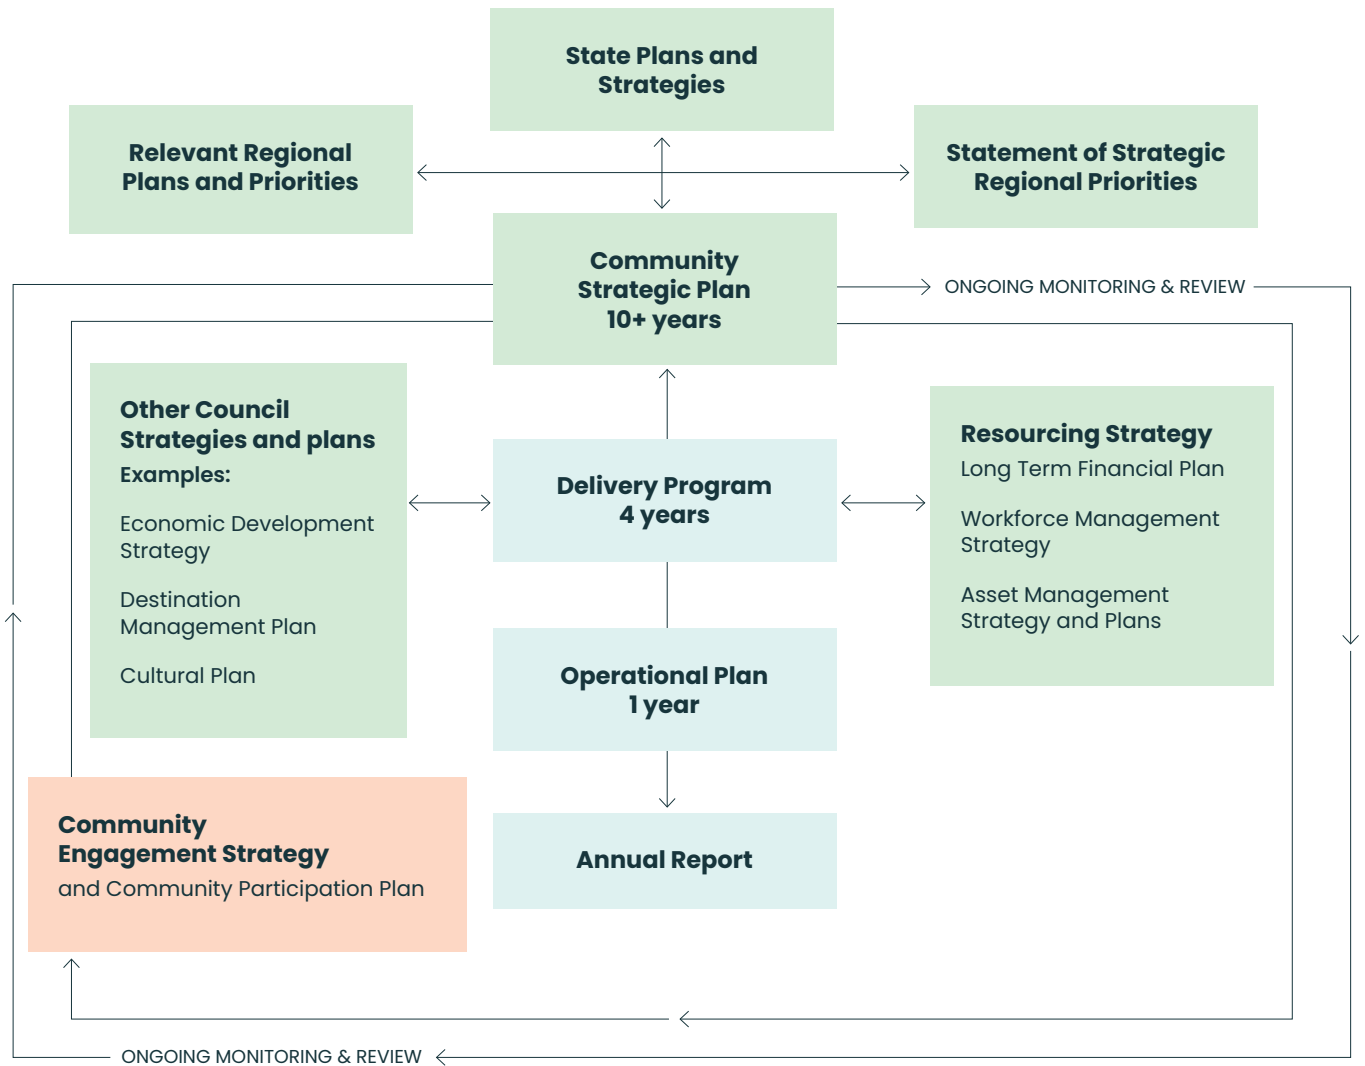 State Plans and
Strategies
Relevant Regional
Plans and Priorities
Statement of Strategic
Regional Priorities
Community
Strategic Plan
10+ years
ONGOING MONITORING & REVIEW
Other Council
Strategies and plans
Examples:
Economic Development
Strategy
Destination
Management Plan
Cultural Plan
Delivery Program
4 years
Resourcing Strategy
Long Term Financial Plan
Workforce Management
Strategy
Asset Management
Strategy and Plans
Operational Plan
1 year
Community
Engagement Strategy
and Community Participation Plan
Annual Report
ONGOING MONITORING & REVIEW